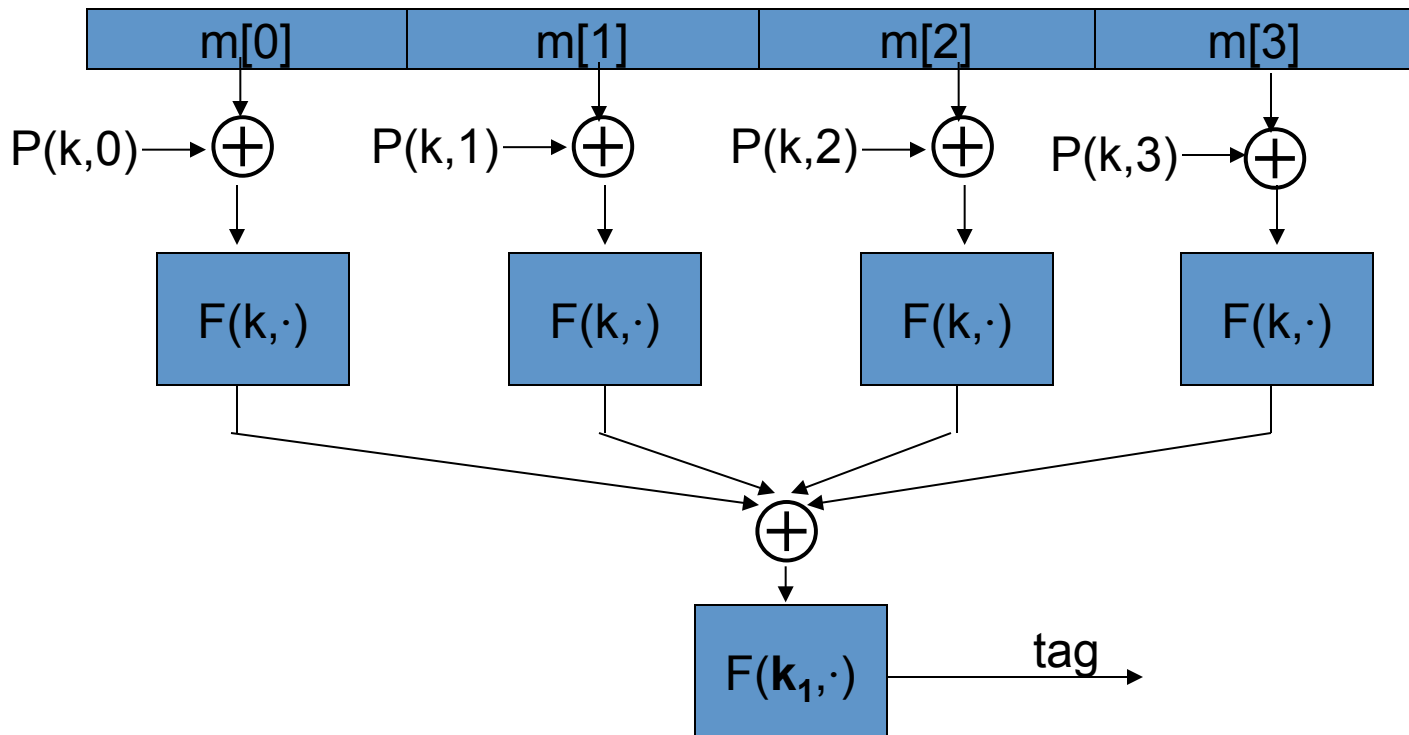 m[0] m[1] m[2] m[3]
P(k,0) P(k,1) P(k,2) P(k,3)
F(k,·) F(k,·) F(k,·) F(k,·)
F(k₁,·) tag